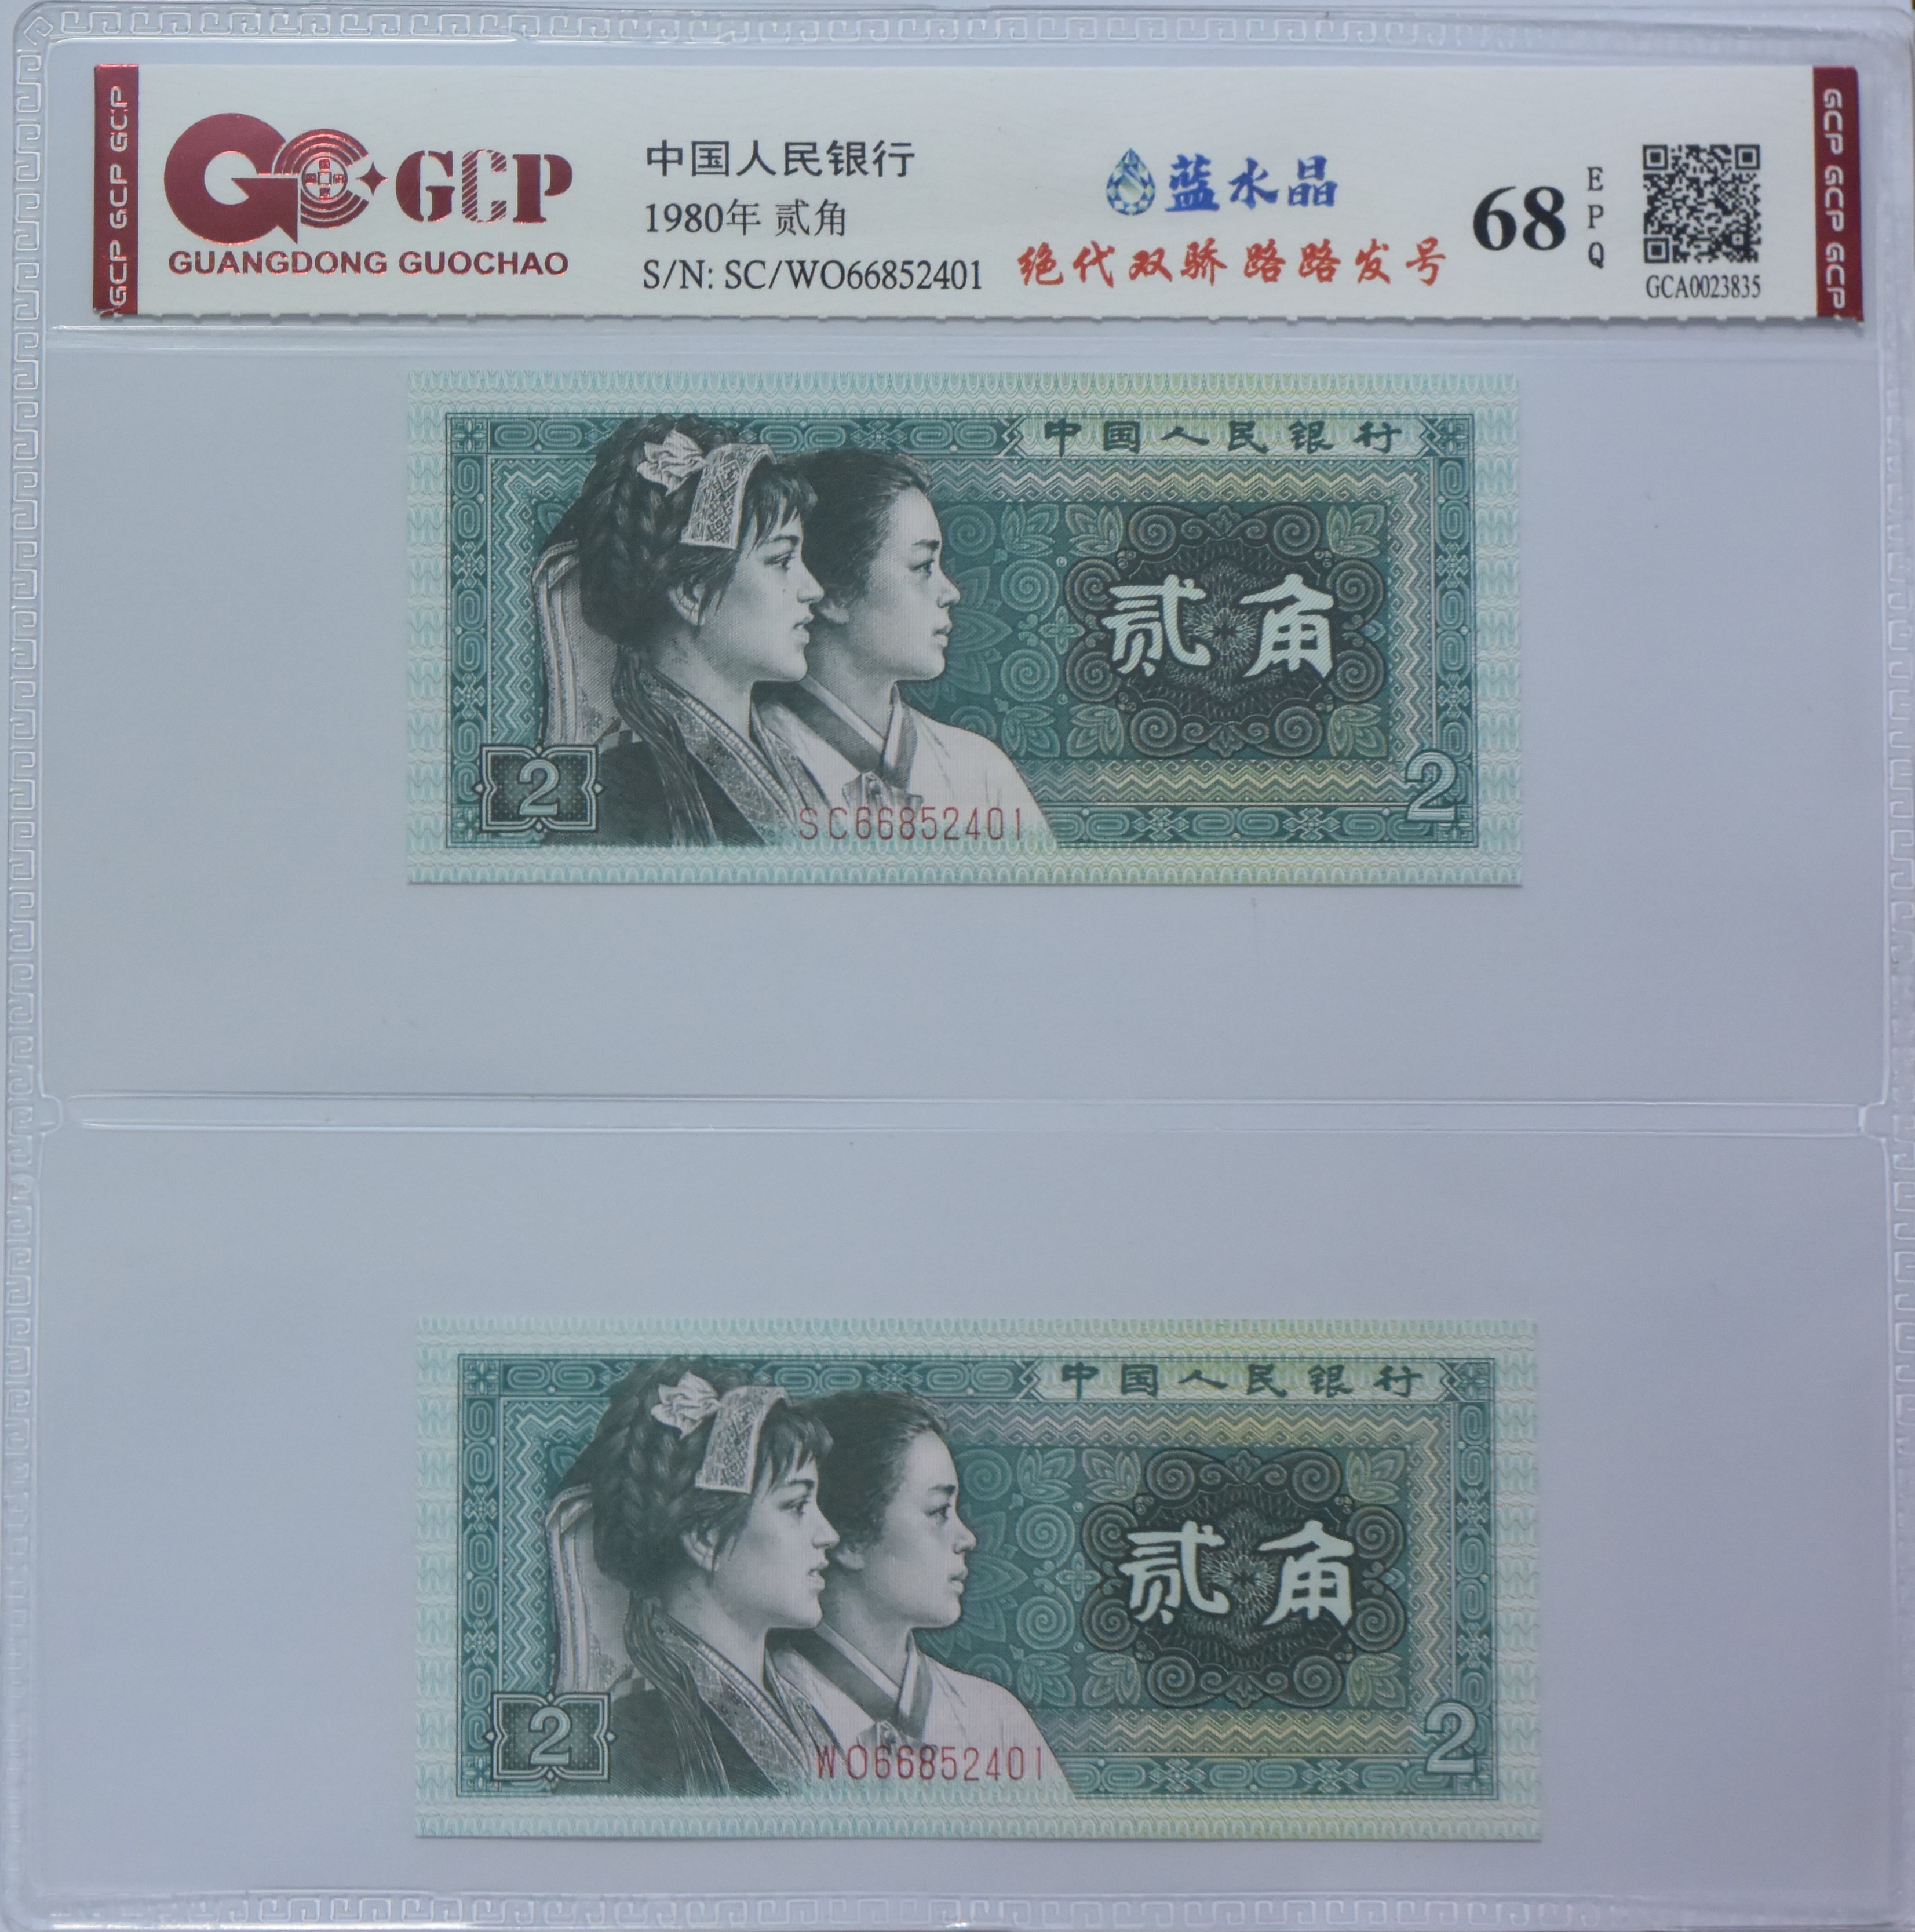 GCP GCP GCP
GCP
GUANGDONG GUOCHAO
中国人民银行
1980年 贰角
S/N: SC/WO66852401
蓝水晶
绝代双骄 路路发号
68
EPQ
GCA0023835
GCP GCP GCP
中国人民银行
贰角
2
2
SC66852401
中国人民银行
贰角
2
2
WO66852401